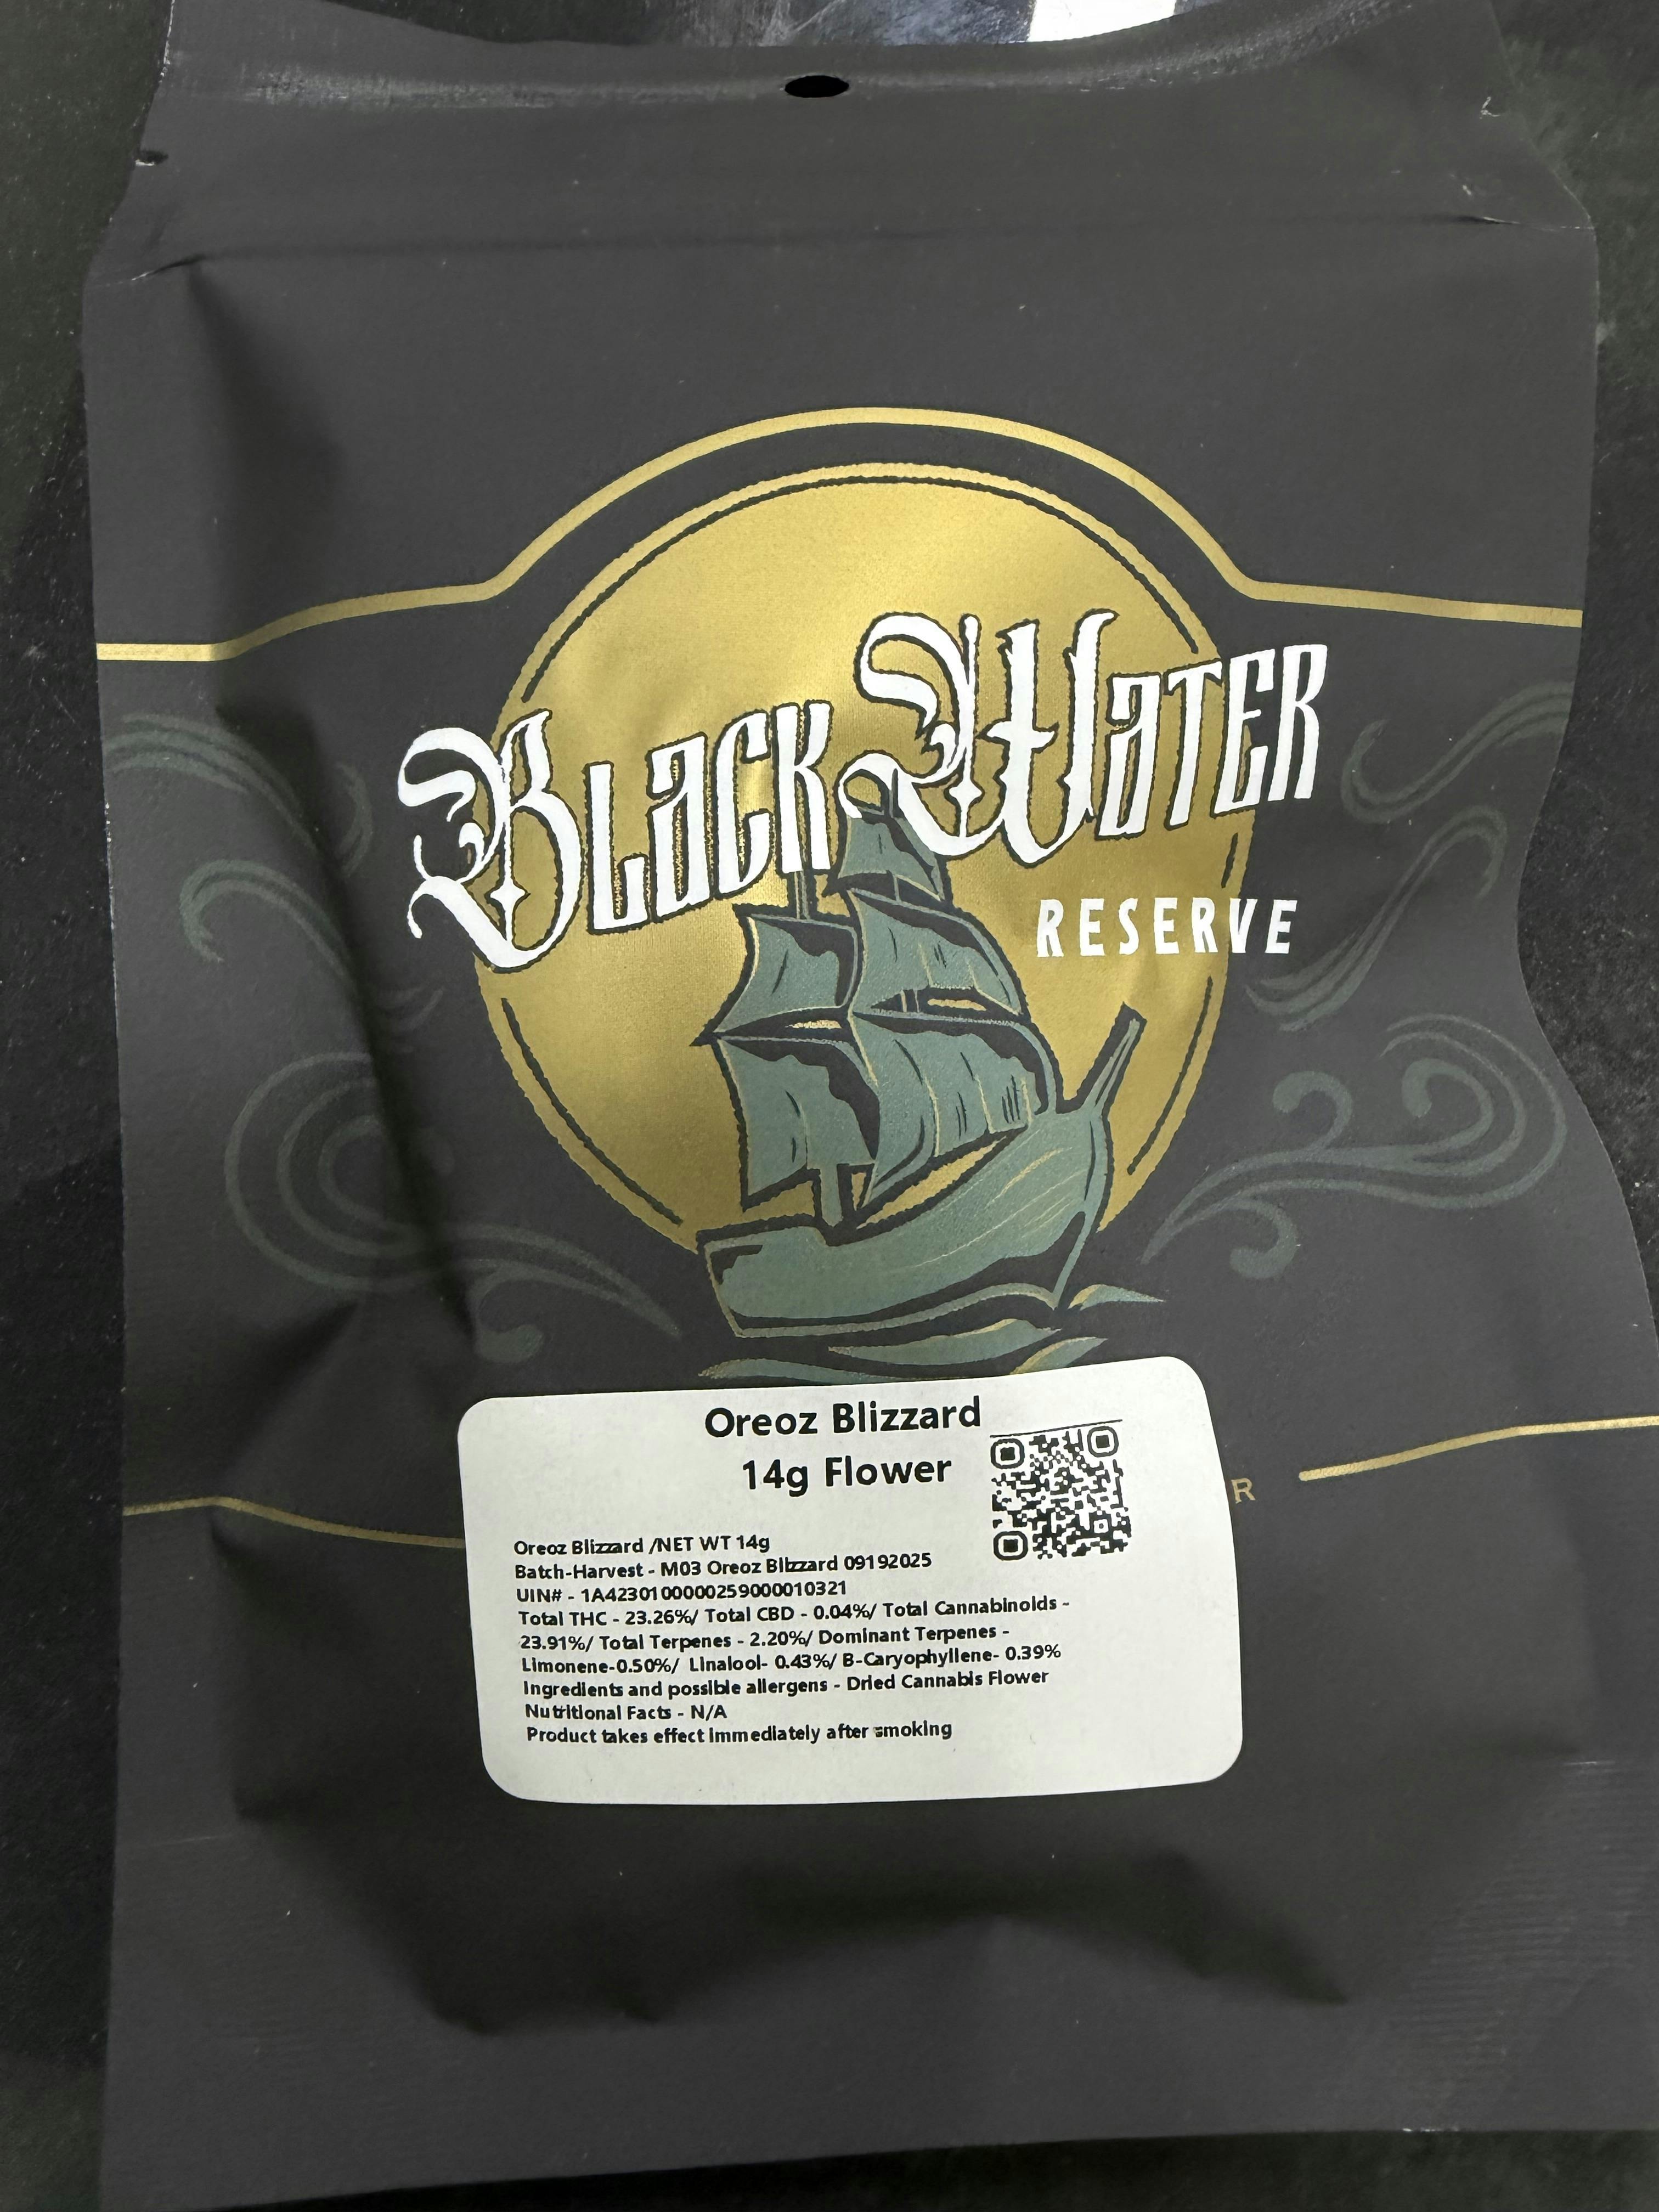 Black Water
RESERVE
Oreoz Blizzard
14g Flower
R
Oreoz Blizzard /NET WT 14g
Batch-Harvest - M03 Oreoz Blizzard 09192025
UIN# - 1A4230100000259000010321
Total THC - 23.26%/ Total CBD - 0.04%/ Total Cannabinoids -
23.91%/ Total Terpenes - 2.20%/ Dominant Terpenes -
Limonene-0.50%/ Linalool- 0.43%/ B-Caryophyllene- 0.39%
Ingredients and possible allergens - Dried Cannabis Flower
Nutritional Facts - N/A
Product takes effect immediately after smoking